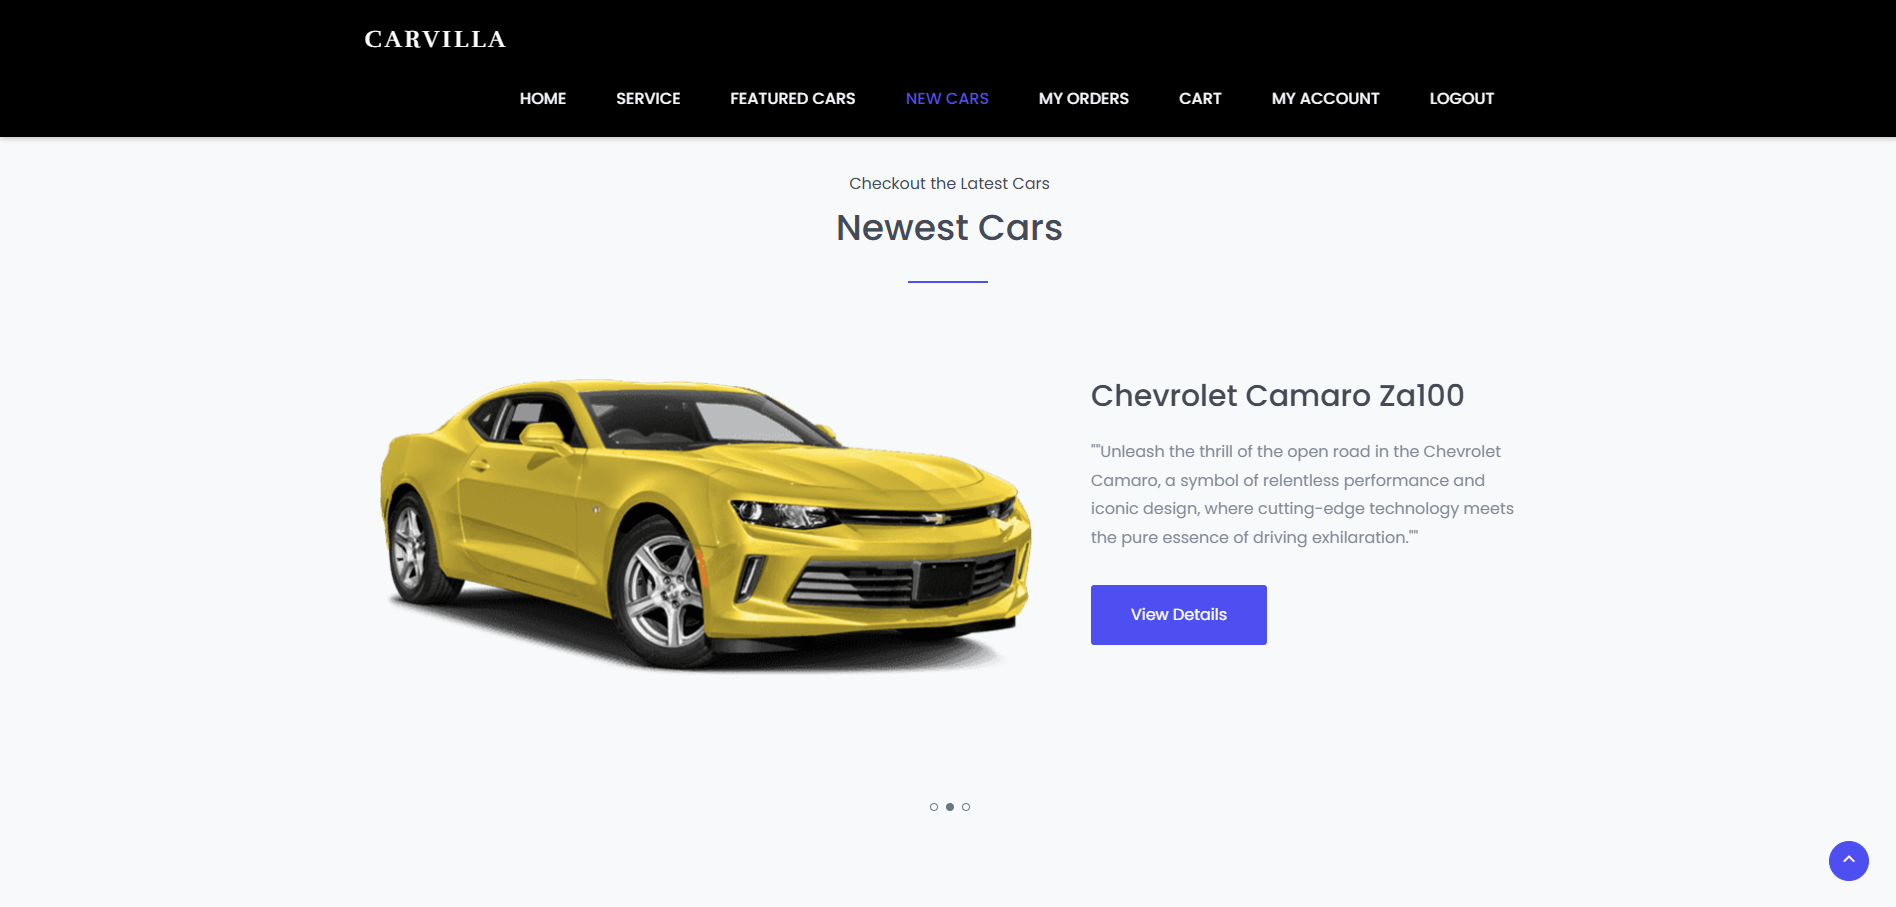 CARVILLA
HOME SERVICE FEATURED CARS NEW CARS MY ORDERS CART MY ACCOUNT LOGOUT
Checkout the Latest Cars
Newest Cars
Chevrolet Camaro Za100
""Unleash the thrill of the open road in the Chevrolet
Camaro, a symbol of relentless performance and
iconic design, where cutting-edge technology meets
the pure essence of driving exhilaration.""
View Details